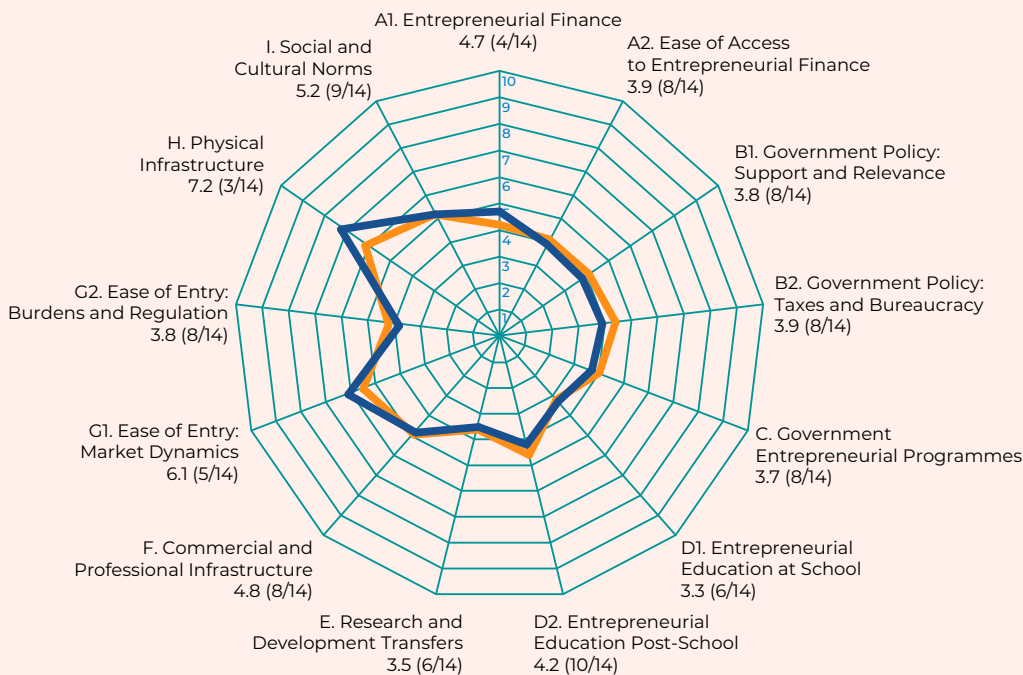 A1. Entrepreneurial Finance
4.7 (4/14)
A2. Ease of Access
to Entrepreneurial Finance
3.9 (8/14)
B1. Government Policy:
Support and Relevance
3.8 (8/14)
B2. Government Policy:
Taxes and Bureaucracy
3.9 (8/14)
C. Government
Entrepreneurial Programmes
3.7 (8/14)
D1. Entrepreneurial
Education at School
3.3 (6/14)
D2. Entrepreneurial
Education Post-School
4.2 (10/14)
E. Research and
Development Transfers
3.5 (6/14)
F. Commercial and
Professional Infrastructure
4.8 (8/14)
G1. Ease of Entry:
Market Dynamics
6.1 (5/14)
G2. Ease of Entry:
Burdens and Regulation
3.8 (8/14)
H. Physical
Infrastructure
7.2 (3/14)
I. Social and
Cultural Norms
5.2 (9/14)
10
9
8
7
6
5
4
3
2
1